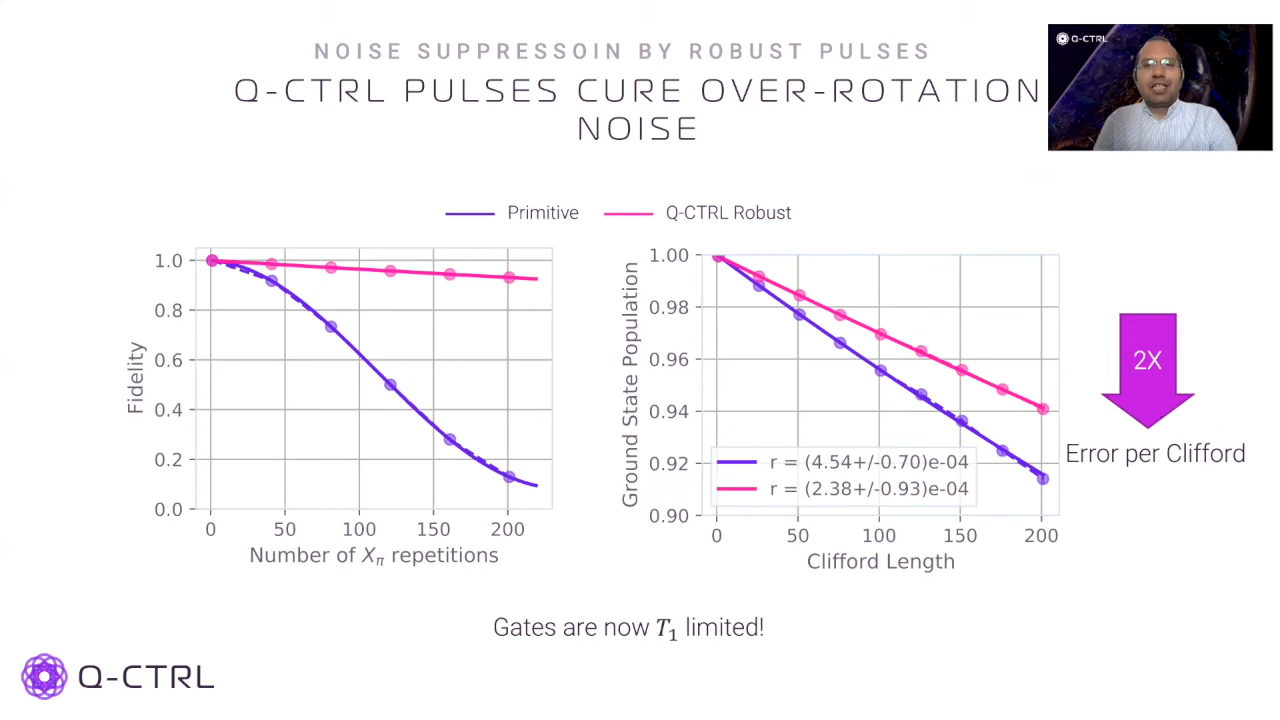 NOISE SUPPRESSOIN BY ROBUST PULSES
Q-CTRL PULSES CURE OVER-ROTATION
NOISE
Q-CTRL
Primitive
Q-CTRL Robust
Fidelity
1.0
0.8
0.6
0.4
0.2
0.0
0 50 100 150 200
Number of Xπ repetitions
Ground State Population
1.00
0.98
0.96
0.94
0.92
0.90
r = (4.54+/-0.70)e-04
r = (2.38+/-0.93)e-04
0 50 100 150 200
Clifford Length
2X
Error per Clifford
Gates are now T1 limited!
Q-CTRL